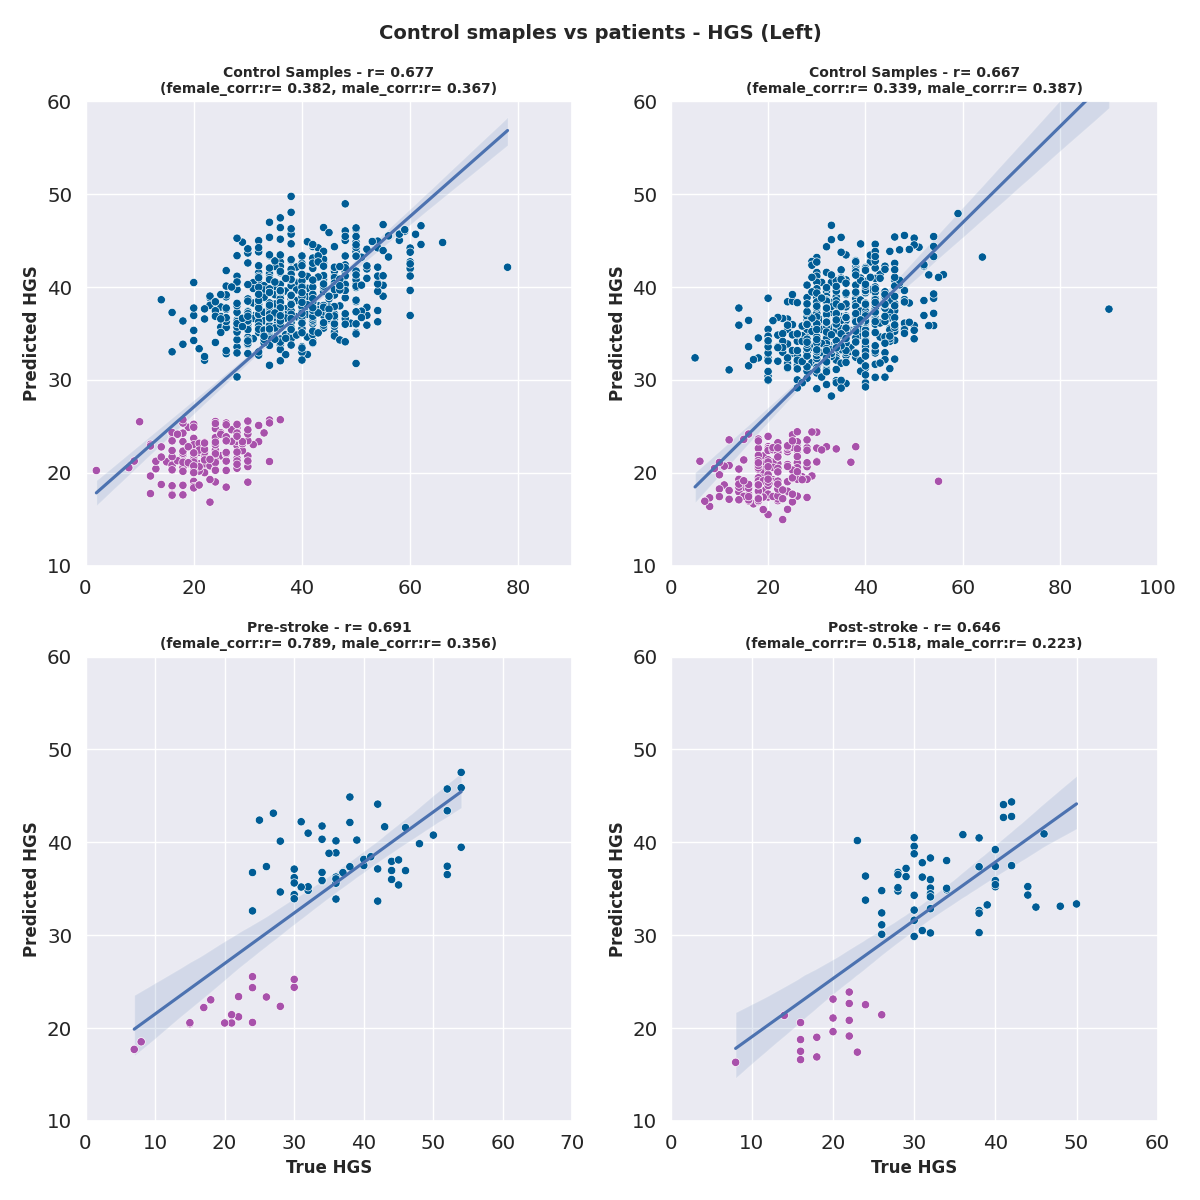 Control smaples vs patients - HGS (Left)
Control Samples - r= 0.677
(female_corr:r= 0.382, male_corr:r= 0.367)
60
50
40
30
20
10
Predicted HGS
0 20 40 60 80
Control Samples - r= 0.667
(female_corr:r= 0.339, male_corr:r= 0.387)
60
50
40
30
20
10
Predicted HGS
0 20 40 60 80 100
Pre-stroke - r= 0.691
(female_corr:r= 0.789, male_corr:r= 0.356)
60
50
40
30
20
10
Predicted HGS
0 10 20 30 40 50 60 70
True HGS
Post-stroke - r= 0.646
(female_corr:r= 0.518, male_corr:r= 0.223)
60
50
40
30
20
10
Predicted HGS
0 10 20 30 40 50 60
True HGS